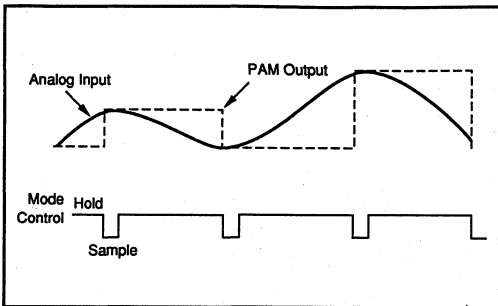 PAM Output
Analog Input
Mode Control
Hold
Sample